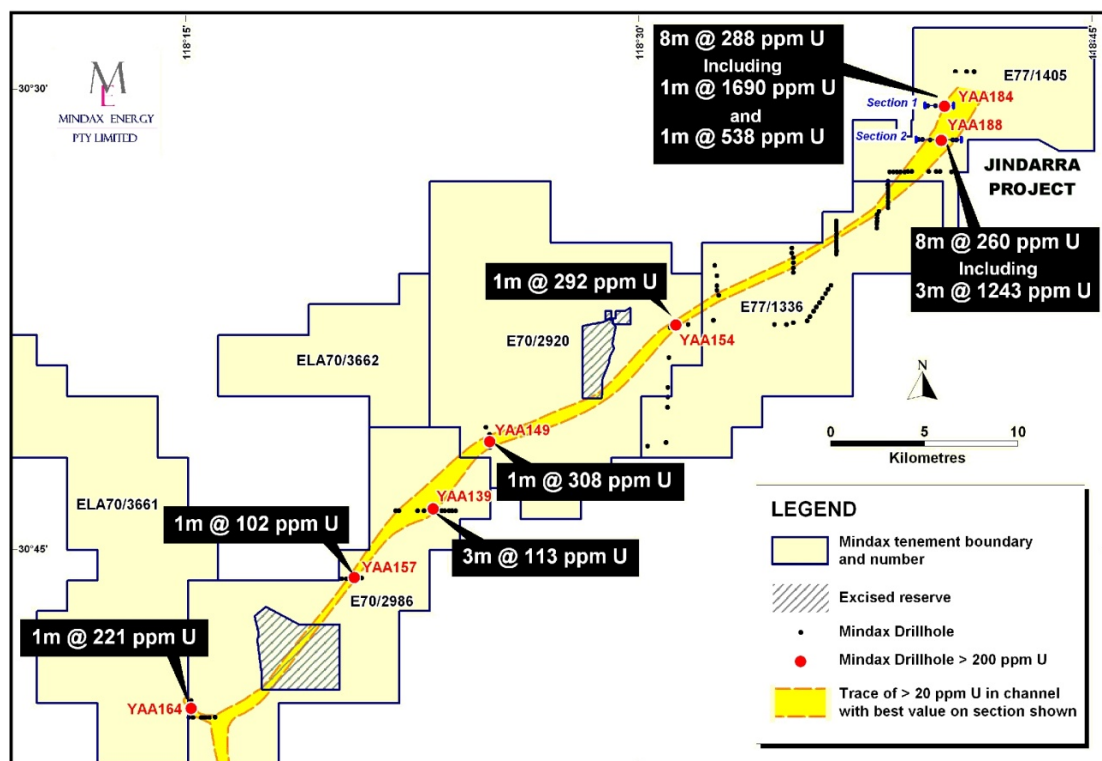 118°15'
118°30'
118°45'
30°30'
30°45'
MINDAX ENERGY
PTY LIMITED
8m @ 288 ppm U
Including
1m @ 1690 ppm U
and
1m @ 538 ppm U
E77/1405
Section 1
YAA184
YAA188
Section 2
JINDARRA
PROJECT
8m @ 260 ppm U
Including
3m @ 1243 ppm U
1m @ 292 ppm U
E77/1336
YAA154
E70/2920
ELA70/3662
N
0 5 10
Kilometres
YAA149
1m @ 308 ppm U
ELA70/3661
YAA139
1m @ 102 ppm U
3m @ 113 ppm U
YAA157
E70/2986
1m @ 221 ppm U
YAA164
LEGEND
Mindax tenement boundary
and number
Excised reserve
Mindax Drillhole
Mindax Drillhole > 200 ppm U
Trace of > 20 ppm U in channel
with best value on section shown